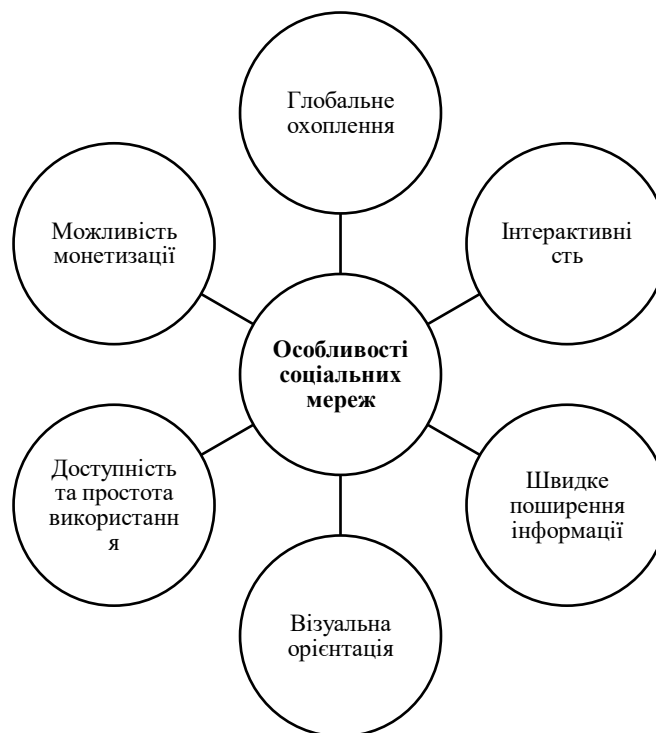 Глобальне
охоплення
Можливість
монетизації
Інтерактивні
сть
Особливості
соціальних
мереж
Доступність
та простота
використанн
я
Швидке
поширення
інформації
Візуальна
орієнтація